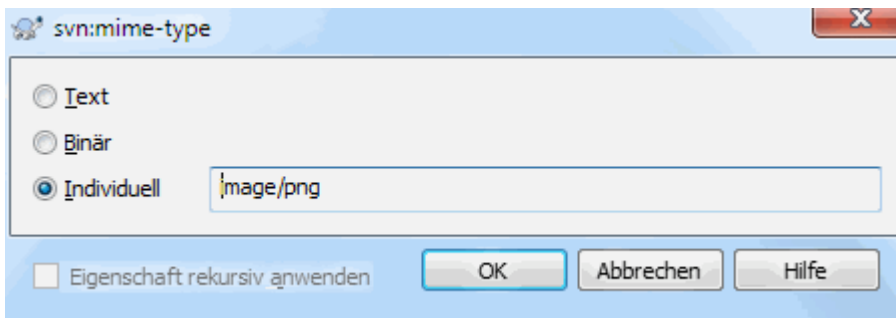 svn:mime-type
Text
Binär
Individuell image/png
Eigenschaft rekursiv anwenden OK Abbrechen Hilfe